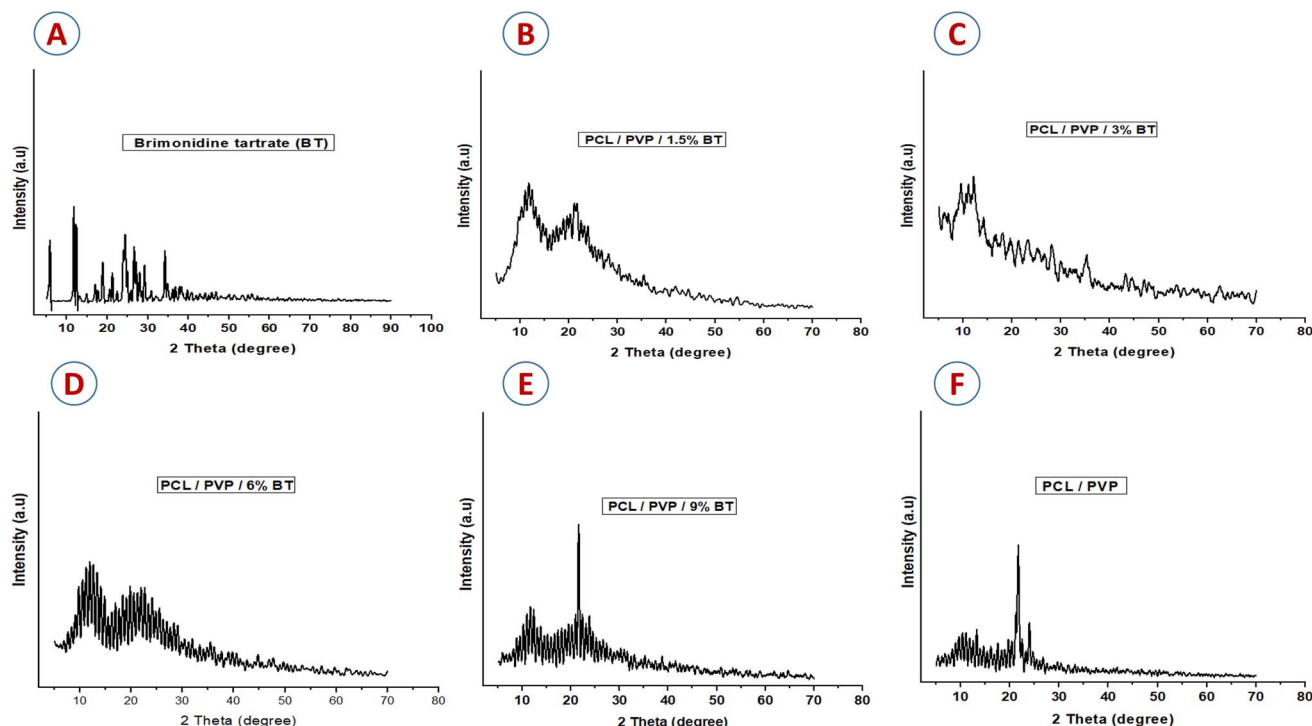 A
B
C
Brimonidine tartrate (BT)
Intensity (a.u)
10 20 30 40 50 60 70 80 90 100
2 Theta (degree)
PCL / PVP / 1.5% BT
Intensity (a.u)
10 20 30 40 50 60 70 80
2 Theta (degree)
PCL / PVP / 3% BT
Intensity (a.u)
10 20 30 40 50 60 70 80
2 Theta (degree)
D
E
F
PCL / PVP / 6% BT
Intensity (a.u)
10 20 30 40 50 60 70 80
2 Theta (degree)
PCL / PVP / 9% BT
Intensity (a.u)
10 20 30 40 50 60 70 80
2 Theta (degree)
PCL / PVP
Intensity (a.u)
10 20 30 40 50 60 70 80
2 Theta (degree)